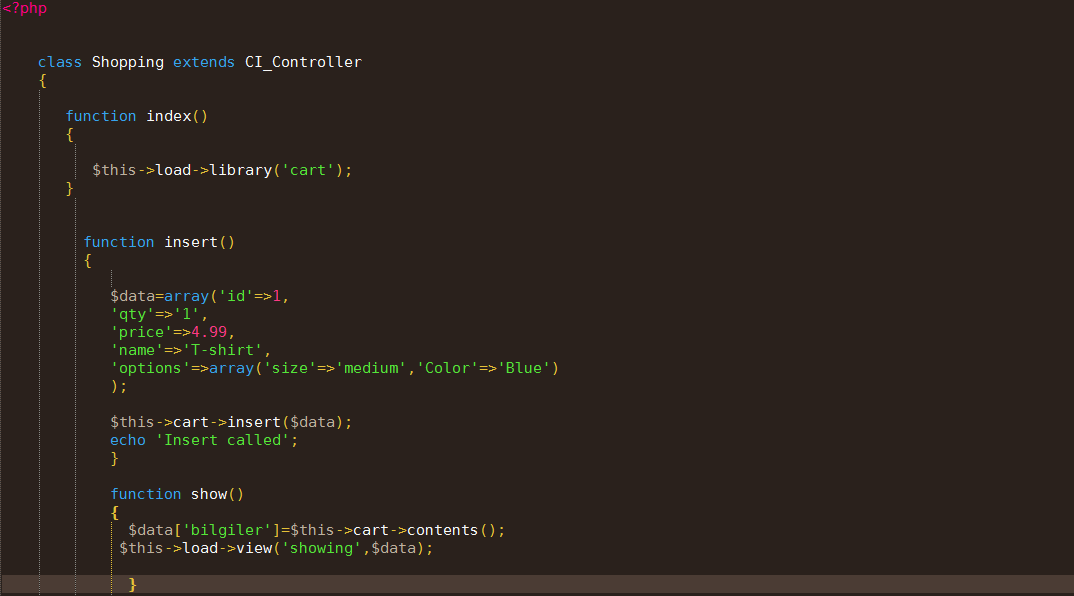 <?php
class Shopping extends CI_Controller
{
function index()
{
$this->load->library('cart');
}
function insert()
{
$data=array('id'=>1,
'qty'=>'1',
'price'=>4.99,
'name'=>'T-shirt',
'options'=>array('size'=>'medium','Color'=>'Blue')
);
$this->cart->insert($data);
echo 'Insert called';
}
function show()
{
$data['bilgiler']=$this->cart->contents();
$this->load->view('showing',$data);
}